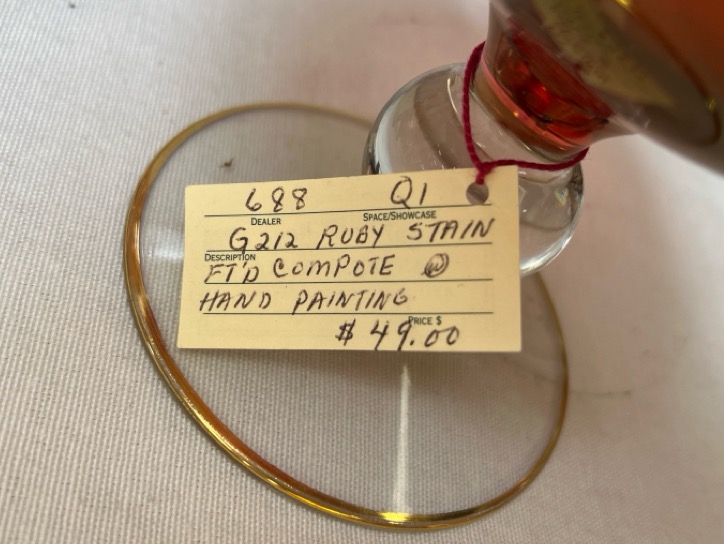 688 Q1
DEALER SPACE/SHOWCASE
G212 RUBY STAIN
DESCRIPTION
FT'D COMPOTE W
HAND PAINTING
PRICE $
$ 49.00